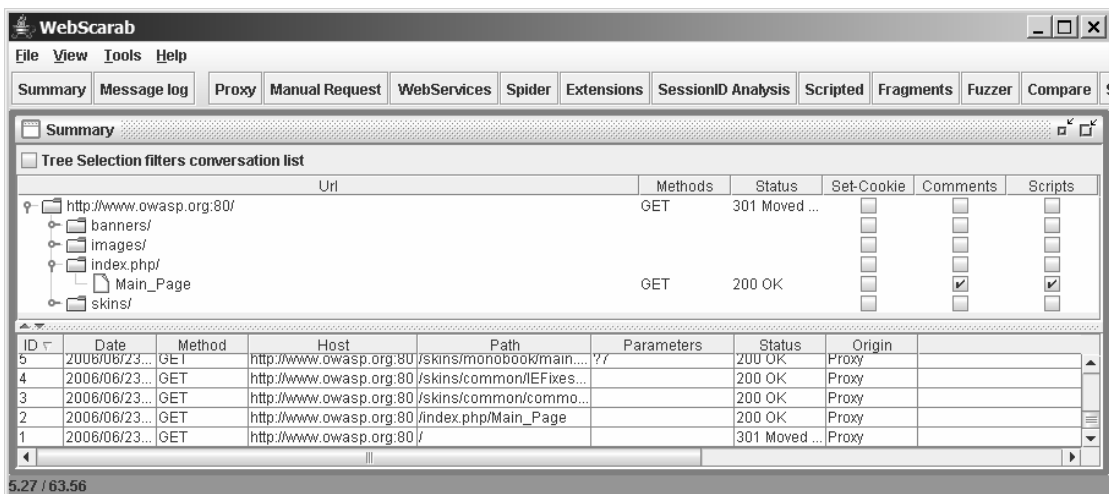 WebScarab
File View Tools Help
Summary Message log Proxy Manual Request WebServices Spider Extensions SessionID Analysis Scripted Fragments Fuzzer Compare
Summary
Tree Selection filters conversation list
Url Methods Status Set-Cookie Comments Scripts
http://www.owasp.org:80/ GET 301 Moved ...
banners/
images/
index.php/
Main_Page GET 200 OK
skins/
ID Date Method Host Path Parameters Status Origin
5 2006/06/23... GET http://www.owasp.org:80 /skins/monobook/main.... ?7 200 OK Proxy
4 2006/06/23... GET http://www.owasp.org:80 /skins/common/IEFixes... 200 OK Proxy
3 2006/06/23... GET http://www.owasp.org:80 /skins/common/commo... 200 OK Proxy
2 2006/06/23... GET http://www.owasp.org:80 /index.php/Main_Page 200 OK Proxy
1 2006/06/23... GET http://www.owasp.org:80 / 301 Moved ... Proxy
5.27 / 63.56